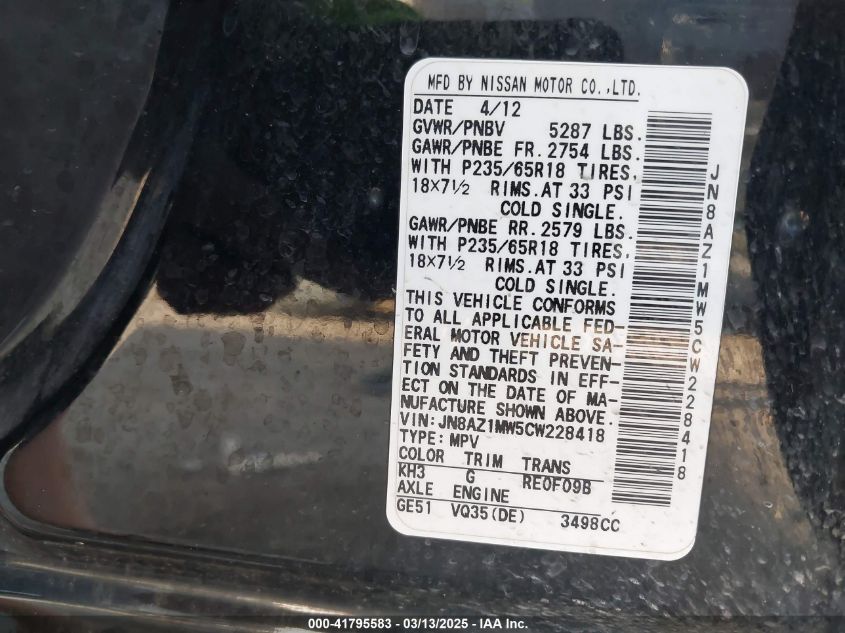 MFD BY NISSAN MOTOR CO.,LTD.
DATE 4/12
GVWR/PNBV 5287 LBS.
GAWR/PNBE FR. 2754 LBS.
WITH P235/65R18 TIRES.
18×7½ RIMS.AT 33 PSI
COLD SINGLE.
GAWR/PNBE RR. 2579 LBS.
WITH P235/65R18 TIRES.
18×7½ RIMS.AT 33 PSI
COLD SINGLE.
THIS VEHICLE CONFORMS
TO ALL APPLICABLE FED-
ERAL MOTOR VEHICLE SA-
FETY AND THEFT PREVEN-
TION STANDARDS IN EFF-
ECT ON THE DATE OF MA-
NUFACTURE SHOWN ABOVE.
VIN:JN8AZ1MW5CW228418
TYPE:MPV
COLOR TRIM TRANS
KH3 G RE0F09B
AXLE ENGINE
GE51 VQ35(DE) 3498CC
JN8AZ1MW5CW228418
000-41795583 - 03/13/2025 - IAA Inc.